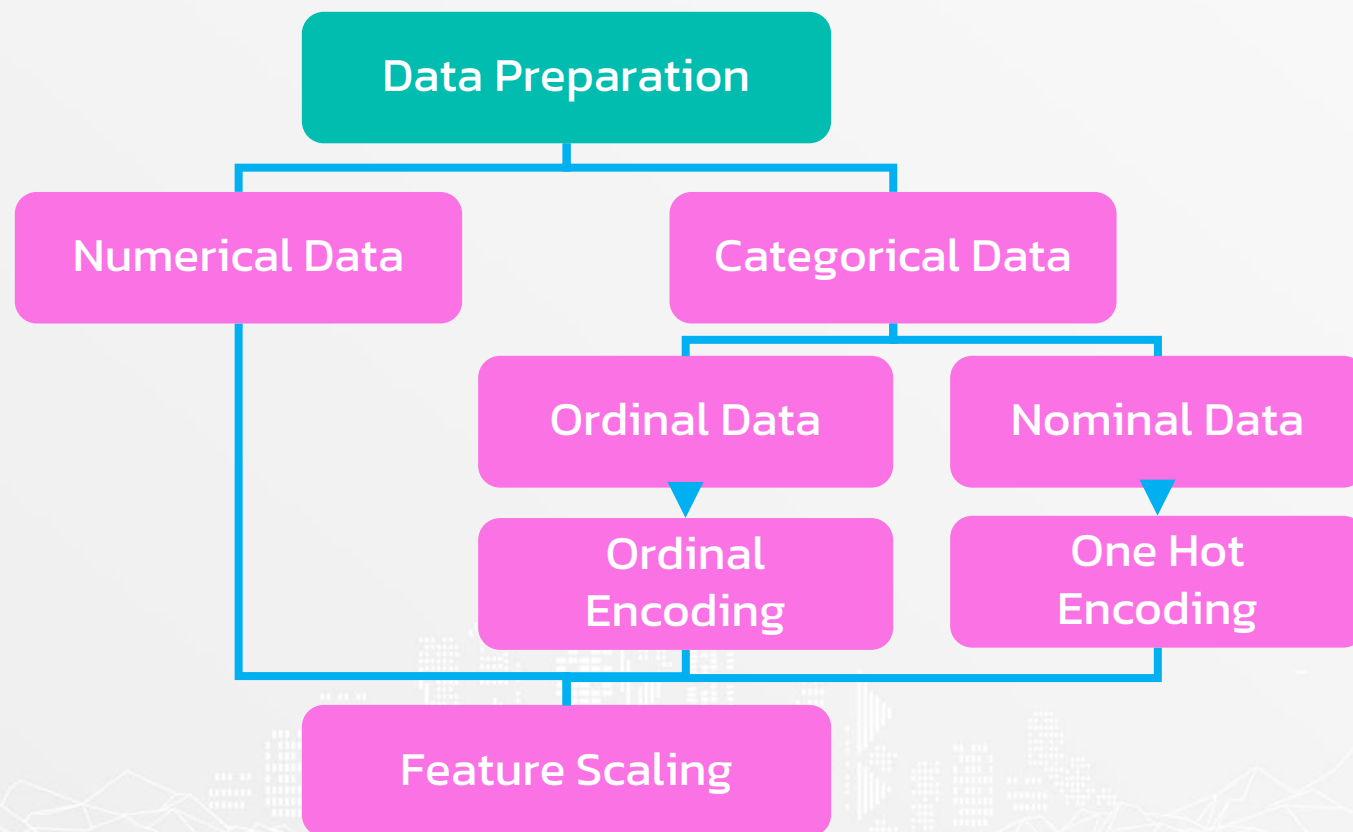 Data Preparation
Numerical Data
Categorical Data
Ordinal Data
Nominal Data
Ordinal
Encoding
One Hot
Encoding
Feature Scaling